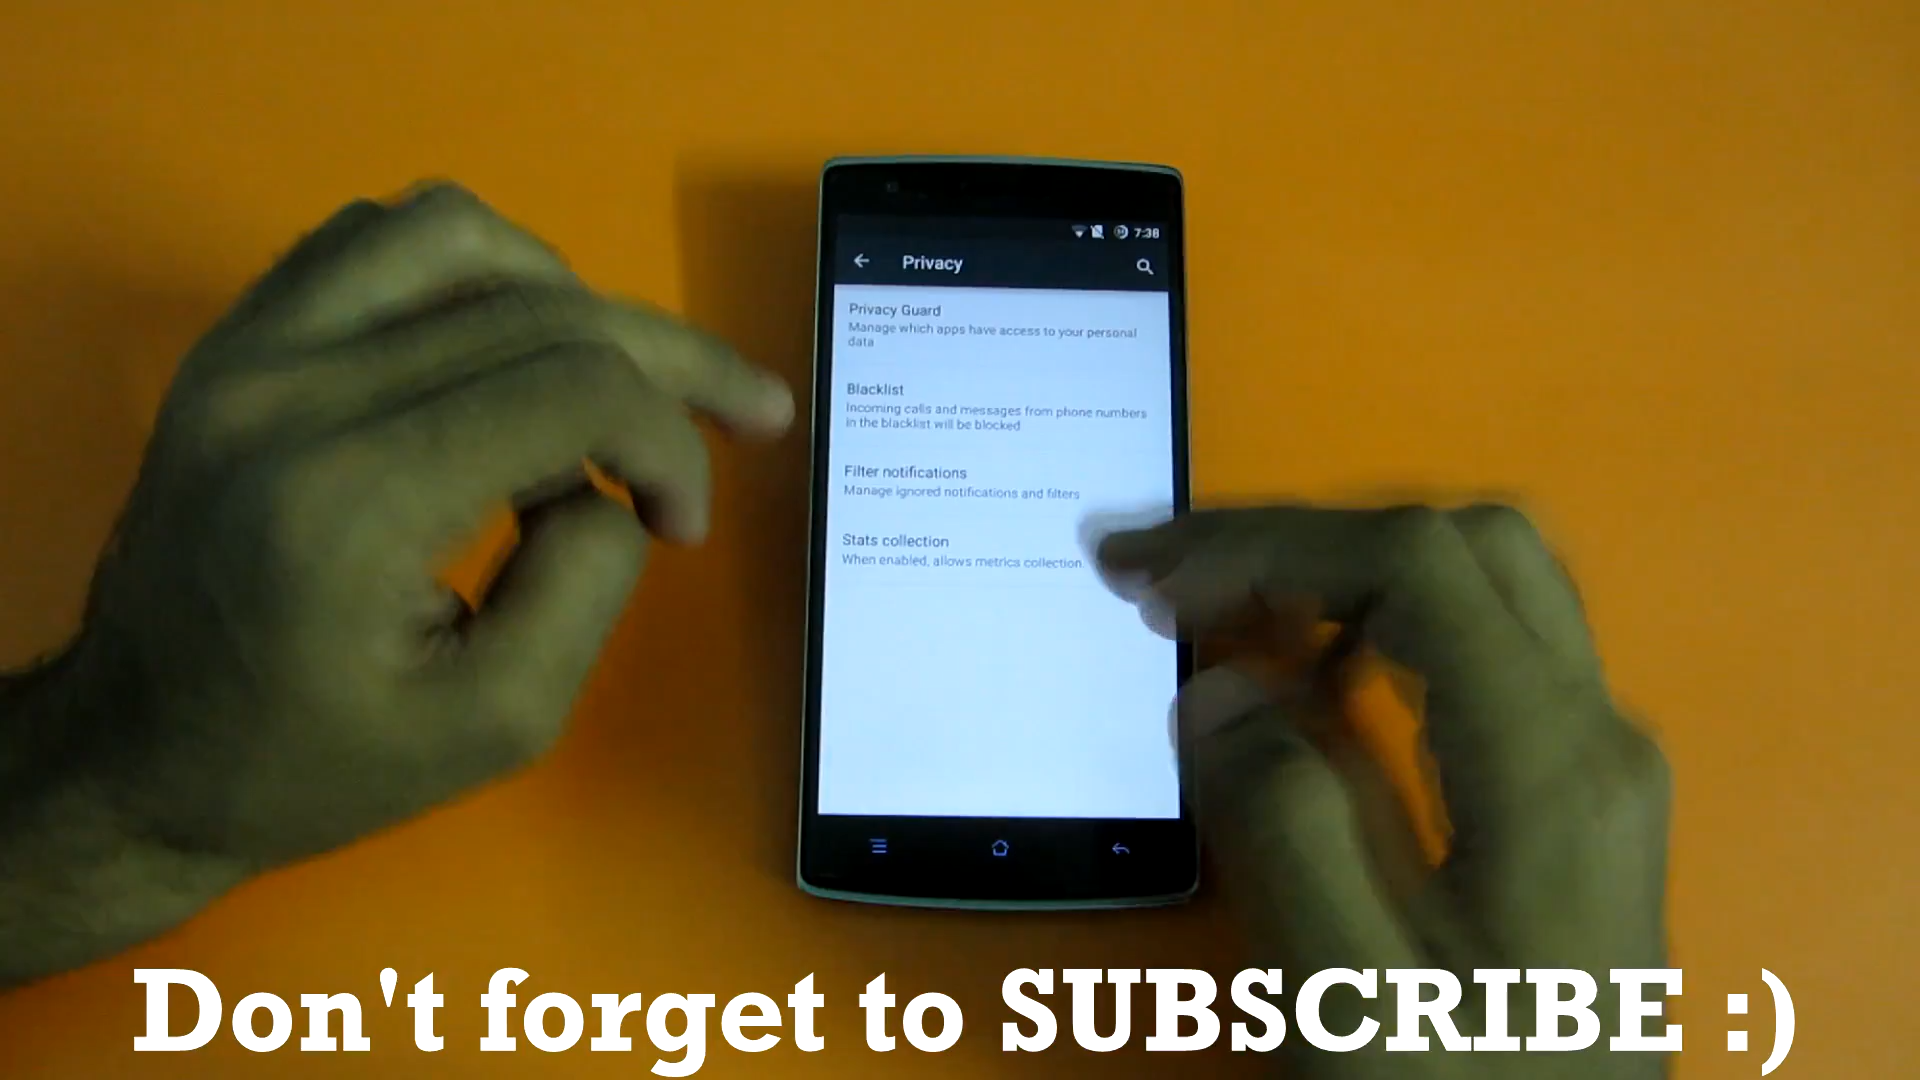 7:38
Privacy
Privacy Guard
Manage which apps have access to your personal
data
Blacklist
Incoming calls and messages from phone numbers
in the blacklist will be blocked
Filter notifications
Manage ignored notifications and filters
Stats collection
When enabled, allows metrics collection.
Don't forget to SUBSCRIBE :)